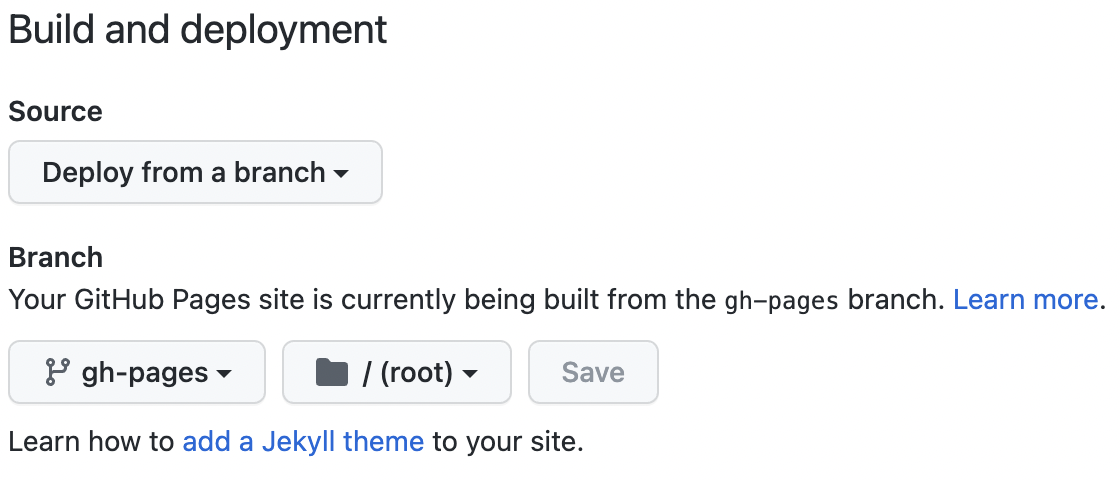 Build and deployment
Source
Deploy from a branch
Branch
Your GitHub Pages site is currently being built from the gh-pages branch. Learn more.
gh-pages / (root) Save
Learn how to add a Jekyll theme to your site.